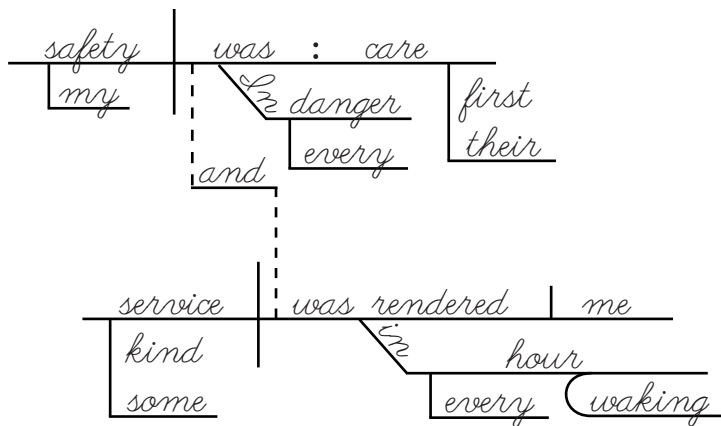 safety was : care
my In danger first
every their
and
service was rendered me
kind in hour
some every waking